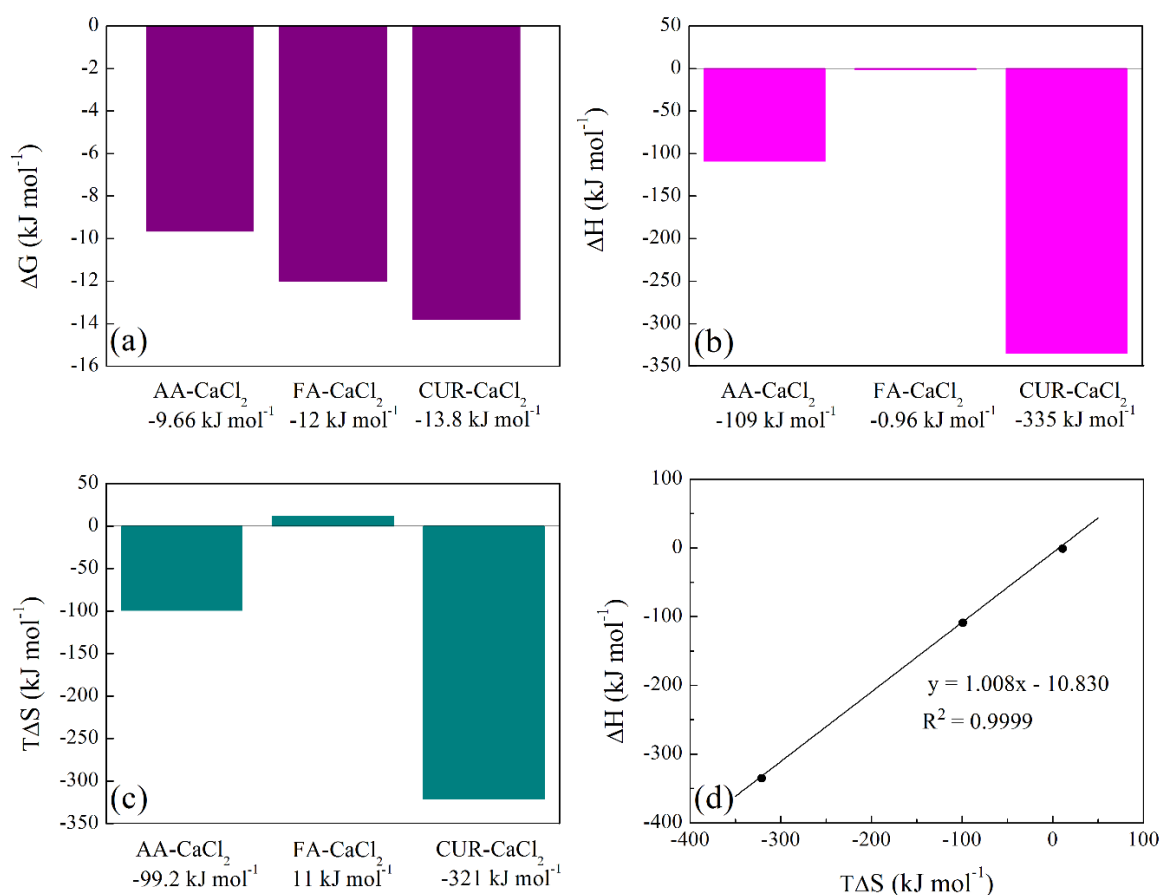 0
-2
-4
-6
-8
-10
-12
-14
-16
ΔG (kJ mol⁻¹)
(a)
AA-CaCl₂ FA-CaCl₂ CUR-CaCl₂
-9.66 kJ mol⁻¹ -12 kJ mol⁻¹ -13.8 kJ mol⁻¹
50
0
-50
-100
-150
-200
-250
-300
-350
ΔH (kJ mol⁻¹)
(b)
AA-CaCl₂ FA-CaCl₂ CUR-CaCl₂
-109 kJ mol⁻¹ -0.96 kJ mol⁻¹ -335 kJ mol⁻¹
50
0
-50
-100
-150
-200
-250
-300
-350
TΔS (kJ mol⁻¹)
(c)
AA-CaCl₂ FA-CaCl₂ CUR-CaCl₂
-99.2 kJ mol⁻¹ 11 kJ mol⁻¹ -321 kJ mol⁻¹
100
0
-100
-200
-300
-400
ΔH (kJ mol⁻¹)
y = 1.008x - 10.830
R² = 0.9999
(d)
-400 -300 -200 -100 0 100
TΔS (kJ mol⁻¹)